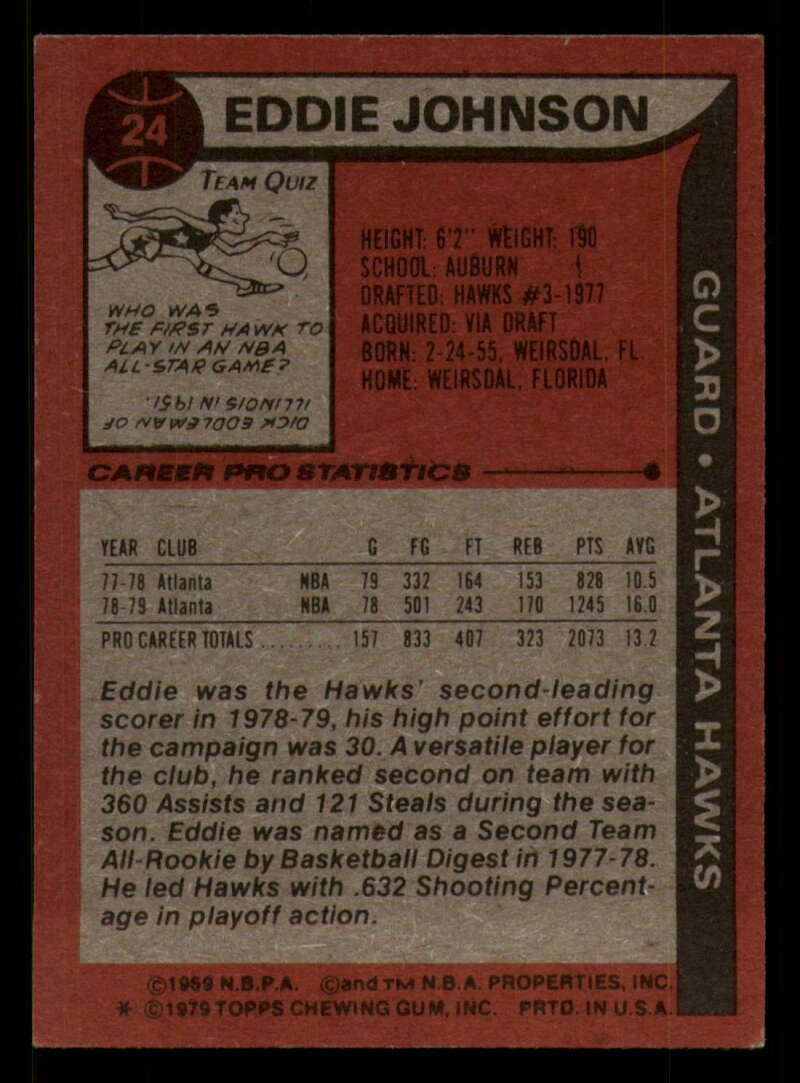 24
EDDIE JOHNSON
TEAM QUIZ
WHO WAS
THE FIRST HAWK TO
PLAY IN AN NBA
ALL-STAR GAME?
DICK EDDLEMAN OF
ILLINOIS IN 1951.
HEIGHT: 6'2" WEIGHT: 190
SCHOOL: AUBURN
DRAFTED: HAWKS #3-1977
ACQUIRED: VIA DRAFT
BORN: 2-24-55, WEIRSDAL, FL
HOME: WEIRSDAL, FLORIDA
GUARD • ATLANTA HAWKS
CAREER PRO STATISTICS
YEAR CLUB G FG FT REB PTS AVG
77-78 Atlanta NBA 79 332 164 153 828 10.5
78-79 Atlanta NBA 78 501 243 170 1245 16.0
PRO CAREER TOTALS .......... 157 833 407 323 2073 13.2
Eddie was the Hawks' second-leading
scorer in 1978-79, his high point effort for
the campaign was 30. A versatile player for
the club, he ranked second on team with
360 Assists and 121 Steals during the sea-
son. Eddie was named as a Second Team
All-Rookie by Basketball Digest in 1977-78.
He led Hawks with .632 Shooting Percent-
age in playoff action.
©1969 N.B.P.A. ©and TM N.B.A. PROPERTIES, INC.
* ©1979 TOPPS CHEWING GUM, INC. PRTD. IN U.S.A.